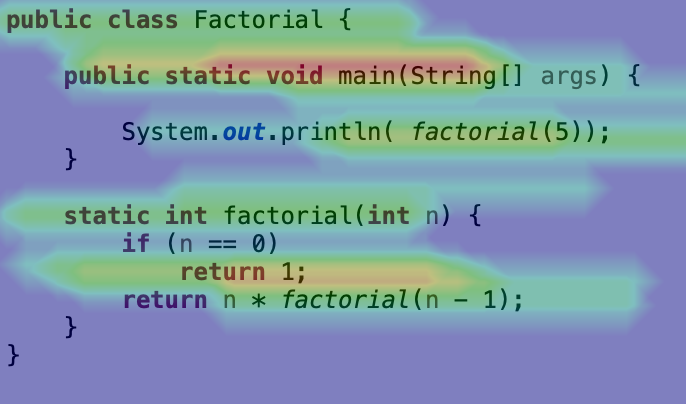 public class Factorial {
public static void main(String[] args) {
System.out.println( factorial(5));
}
static int factorial(int n) {
if (n == 0)
return 1;
return n * factorial(n - 1);
}
}